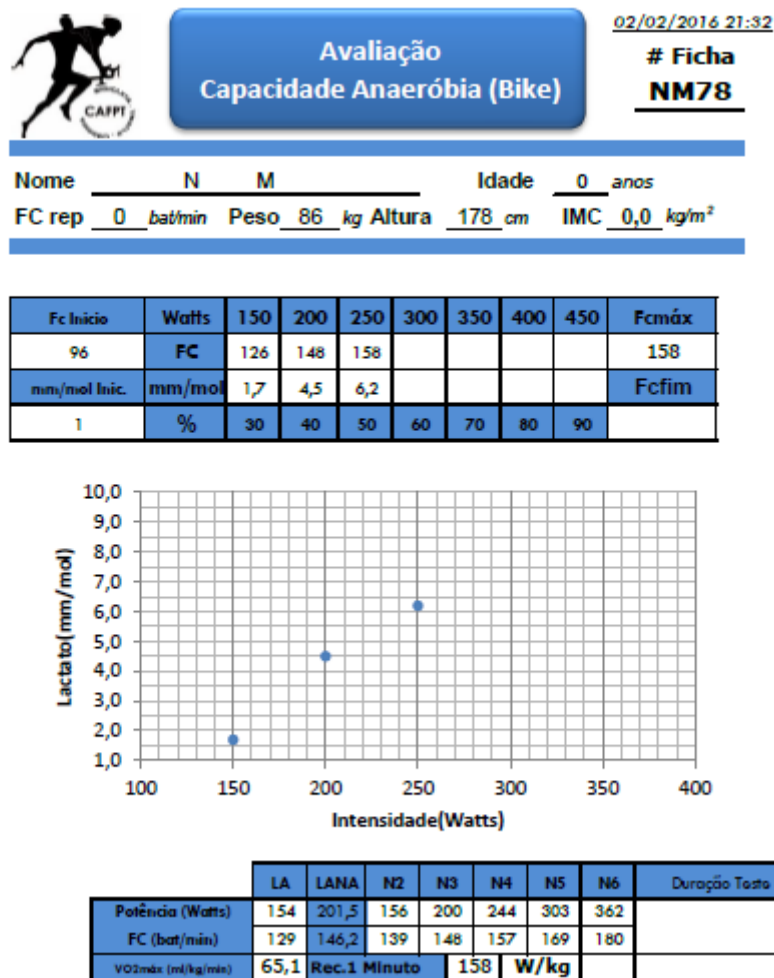 02/02/2016 21:32
Avaliação
Capacidade Anaeróbia (Bike)
# Ficha
NM78
CAFPT
Nome N M Idade 0 anos
FC rep 0 bat/min Peso 86 kg Altura 178 cm IMC 0,0 kg/m²
Fc Inicio Watts 150 200 250 300 350 400 450 Fcmáx
96 FC 126 148 158 158
mm/mol Inic. mm/mol 1,7 4,5 6,2 Fcfim
1 % 30 40 50 60 70 80 90
10,0
9,0
8,0
7,0
6,0
5,0
4,0
3,0
2,0
1,0
Lactato(mm/mol)
100 150 200 250 300 350 400
Intensidade(Watts)
LA LANA N2 N3 N4 N5 N6 Duração Teste
Potência (Watts) 154 201,5 156 200 244 303 362
FC (bat/min) 129 146,2 139 148 157 169 180
VO2máx (ml/kg/min) 65,1 Rec.1 Minuto 158 W/kg